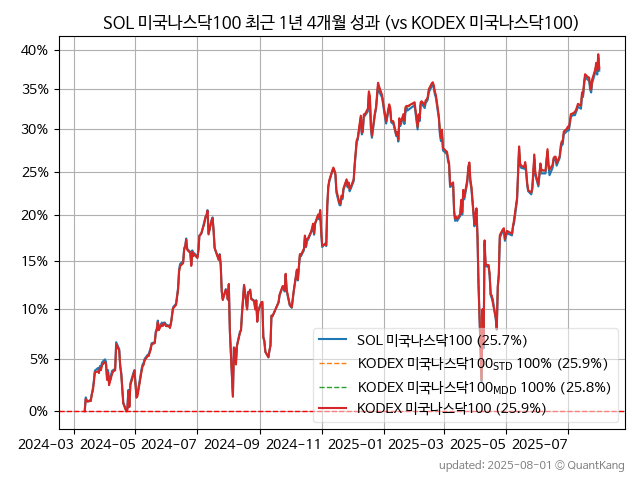 SOL 미국나스닥100 최근 1년 4개월 성과 (vs KODEX 미국나스닥100)
40%
35%
30%
25%
20%
15%
10%
5%
0%
SOL 미국나스닥100 (25.7%)
KODEX 미국나스닥100STD 100% (25.9%)
KODEX 미국나스닥100MDD 100% (25.8%)
KODEX 미국나스닥100 (25.9%)
2024-03 2024-05 2024-07 2024-09 2024-11 2025-01 2025-03 2025-05 2025-07
updated: 2025-08-01 © QuantKang